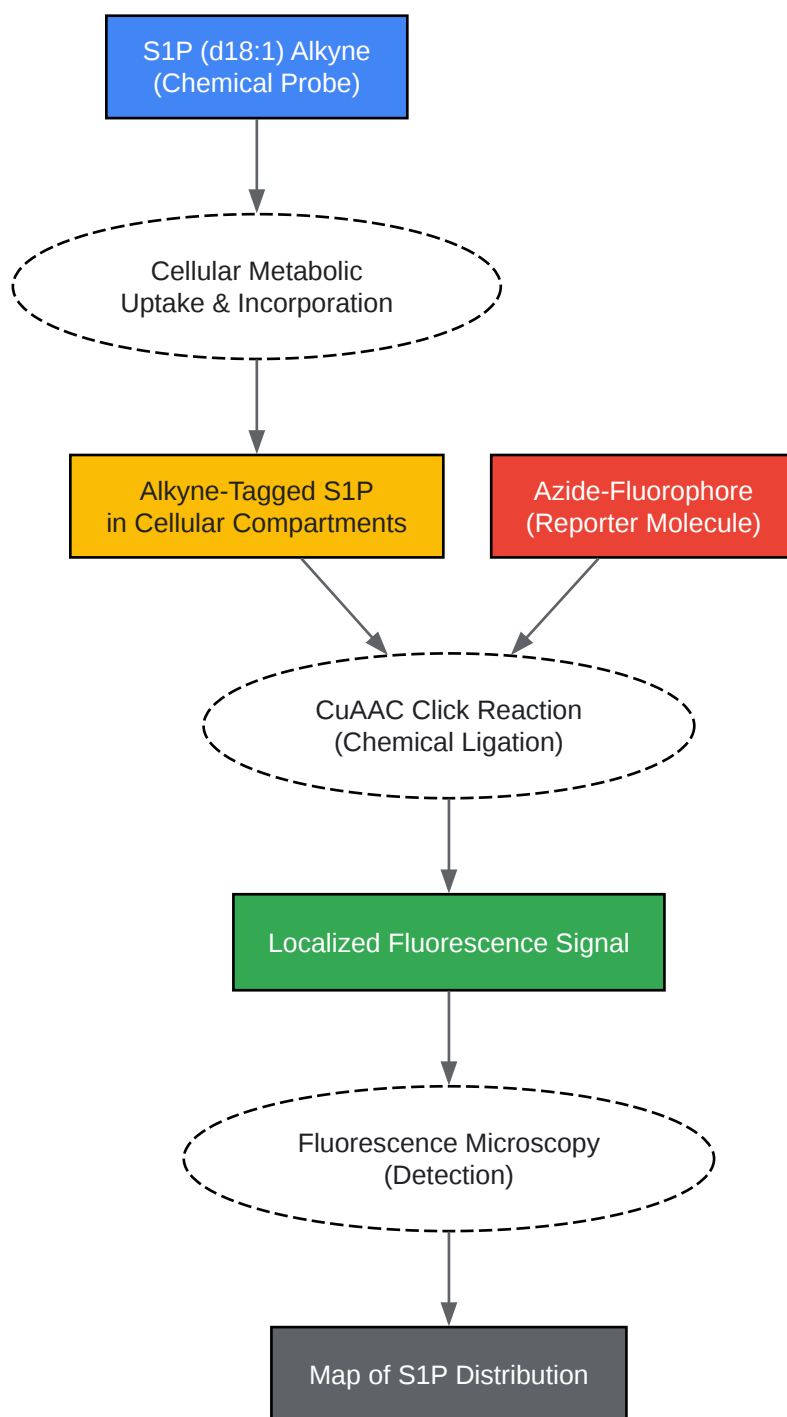 S1P (d18:1) Alkyne
(Chemical Probe)
Cellular Metabolic
Uptake & Incorporation
Alkyne-Tagged S1P
in Cellular Compartments
Azide-Fluorophore
(Reporter Molecule)
CuAAC Click Reaction
(Chemical Ligation)
Localized Fluorescence Signal
Fluorescence Microscopy
(Detection)
Map of S1P Distribution